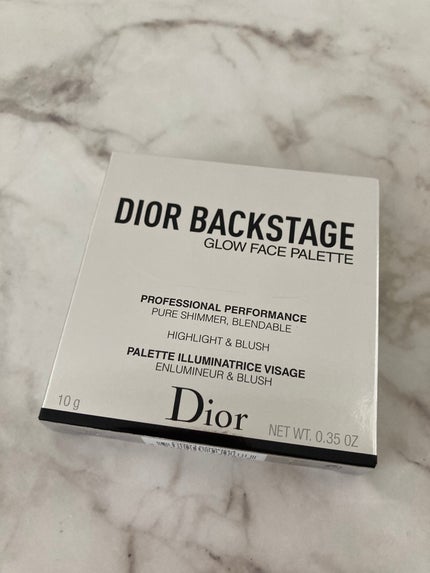 DIOR BACKSTAGE
GLOW FACE PALETTE
PROFESSIONAL PERFORMANCE
PURE SHIMMER, BLENDABLE
HIGHLIGHT & BLUSH
PALETTE ILLUMINATRICE VISAGE
ENLUMINEUR & BLUSH
10 g
Dior
NET WT. 0.35 OZ